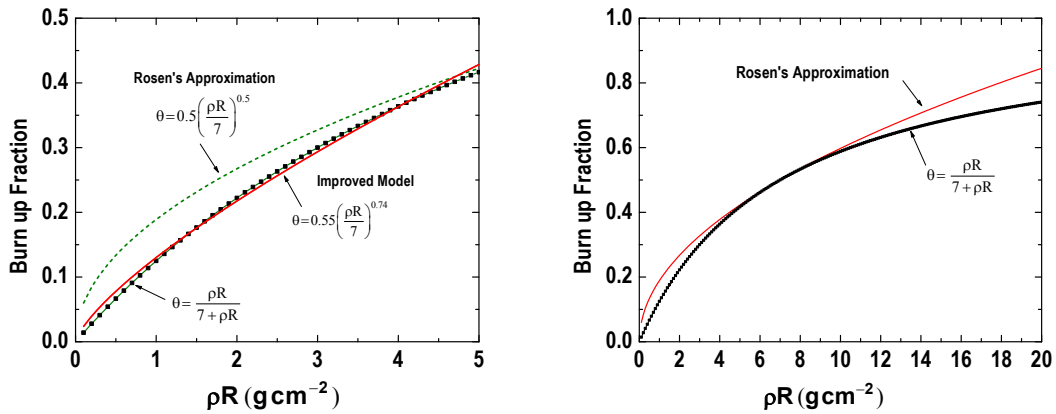 0.5
0.4
0.3
0.2
0.1
0.0
Burn up Fraction
Rosen's Approximation
θ=0.5(ρR/7)^0.5
Improved Model
θ=0.55(ρR/7)^0.74
θ=ρR/(7+ρR)
0 1 2 3 4 5
ρR (g cm⁻²)
1.0
0.8
0.6
0.4
0.2
0.0
Burn up Fraction
Rosen's Approximation
θ=ρR/(7+ρR)
0 2 4 6 8 10 12 14 16 18 20
ρR (g cm⁻²)